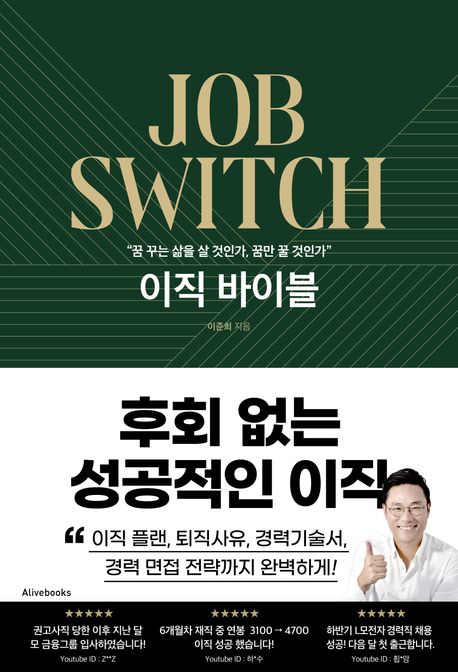 JOB
SWITCH
“꿈 꾸는 삶을 살 것인가, 꿈만 꿀 것인가”
이직 바이블
이준희 지음
후회 없는
성공적인 이직
“ 이직 플랜, 퇴직사유, 경력기술서,
경력 면접 전략까지 완벽하게!
Alivebooks
★★★★★ ★★★★★ ★★★★★
권고사직 당한 이후 지난 달
모 금융그룹 입사하였습니다!
Youtube ID : Z**Z
6개월차 재직 중 연봉 3100 → 4700
이직 성공 했습니다!
Youtube ID : 하*수
하반기 L모전자 경력직 채용
성공! 다음 달 첫 출근합니다.
Youtube ID : 횝*맘